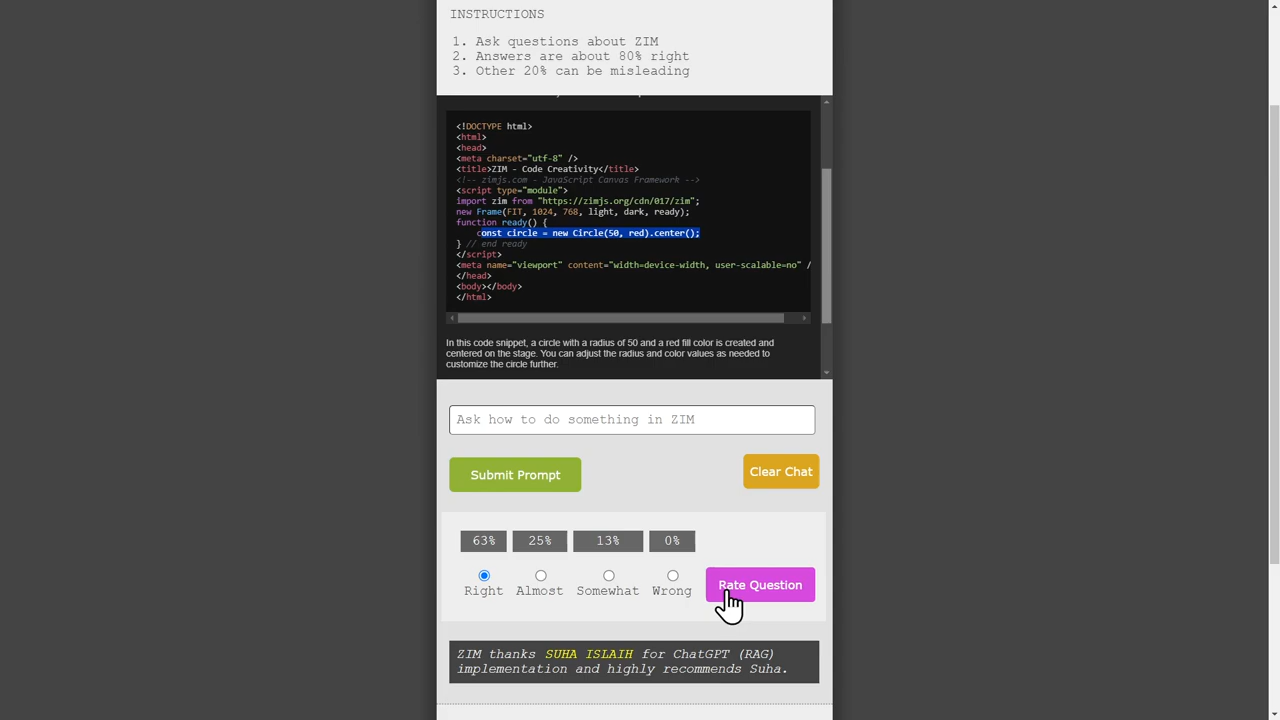 INSTRUCTIONS
1. Ask questions about ZIM
2. Answers are about 80% right
3. Other 20% can be misleading
<!DOCTYPE html>
<html>
<head>
<meta charset="utf-8" />
<title>ZIM - Code Creativity</title>
<!-- zimjs.com - JavaScript Canvas Framework -->
<script type="module">
import zim from "https://zimjs.org/cdn/017/zim";
new Frame(FIT, 1024, 768, light, dark, ready);
function ready() {
const circle = new Circle(50, red).center();
} // end ready
</script>
<meta name="viewport" content="width=device-width, user-scalable=no" /
</head>
<body></body>
</html>
In this code snippet, a circle with a radius of 50 and a red fill color is created and
centered on the stage. You can adjust the radius and color values as needed to
customize the circle further.
Ask how to do something in ZIM
Submit Prompt
Clear Chat
63% 25% 13% 0%
Right Almost Somewhat Wrong
Rate Question
ZIM thanks SUHA ISLAIH for ChatGPT (RAG)
implementation and highly recommends Suha.